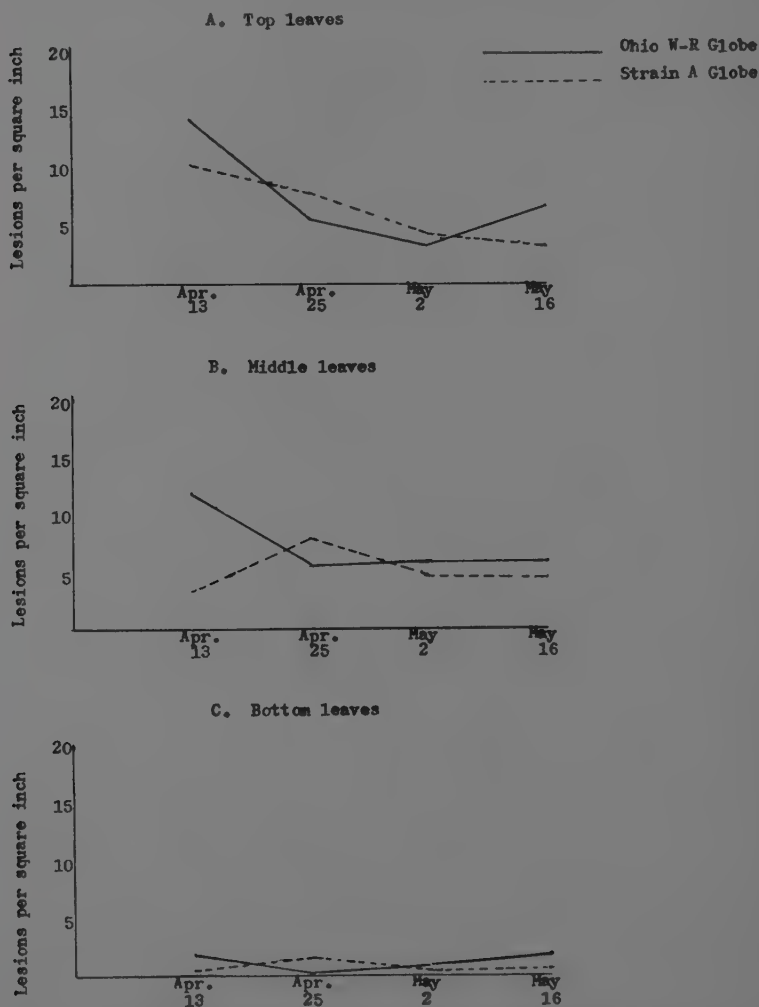 A. Top leaves
Ohio W-R Globe
Strain A Globe
Lesions per square inch
20
15
10
5
Apr. 13
Apr. 25
May 2
May 16
B. Middle leaves
Lesions per square inch
20
15
10
5
Apr. 13
Apr. 25
May 2
May 16
C. Bottom leaves
Lesions per square inch
20
15
10
5
Apr. 13
Apr. 25
May 2
May 16